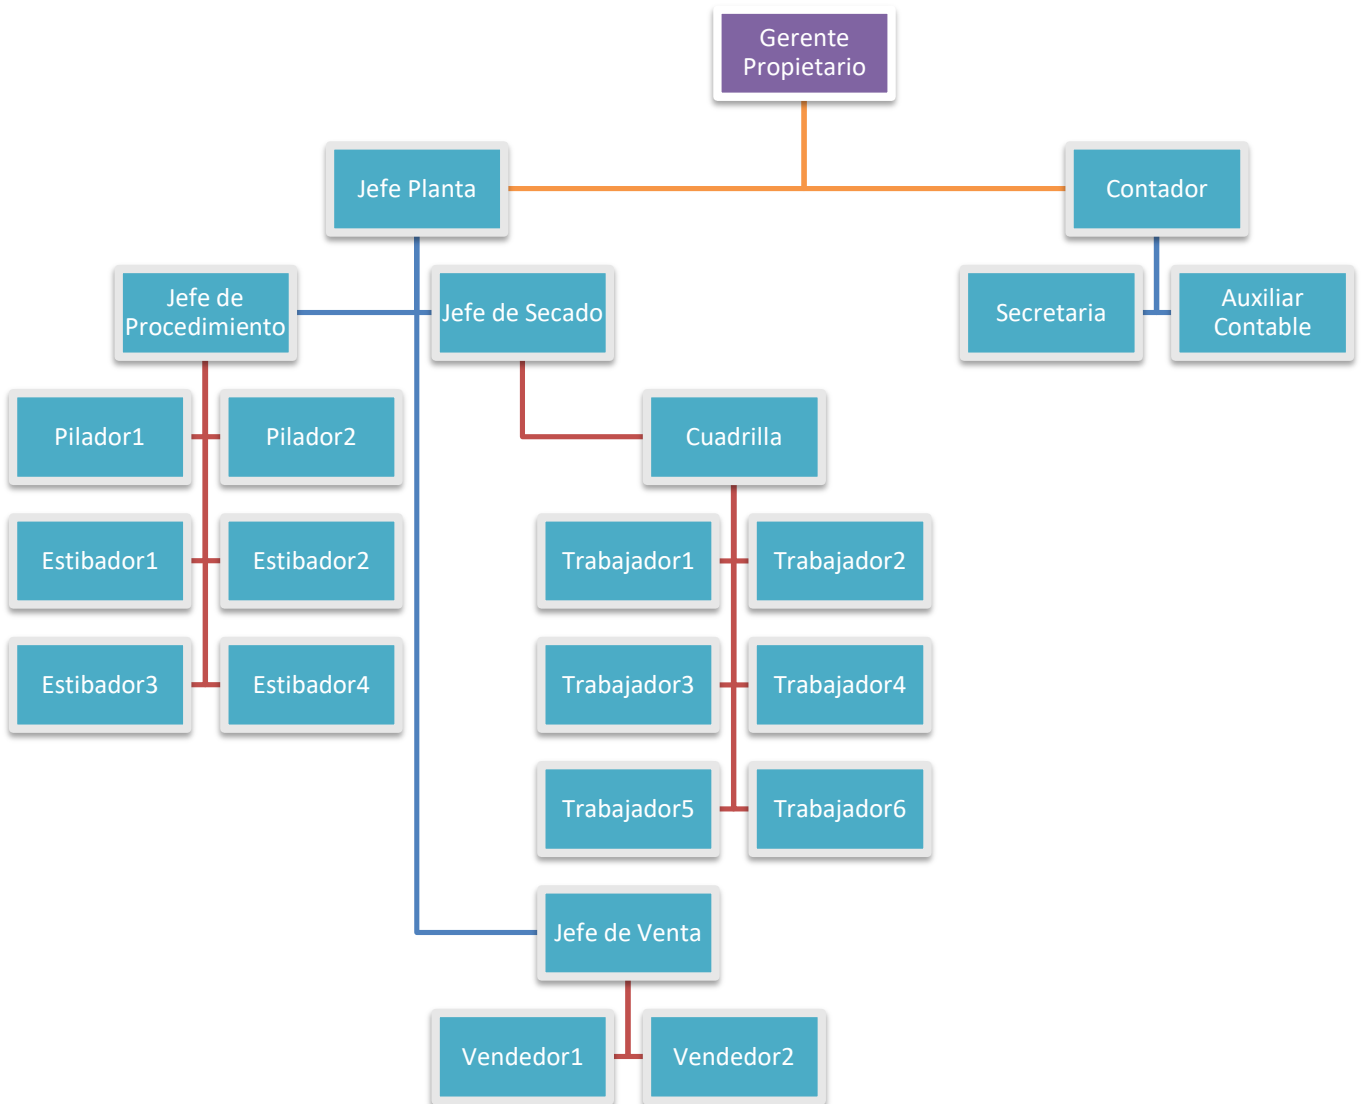 Gerente
Propietario
Jefe Planta
Contador
Jefe de
Procedimiento
Jefe de Secado
Secretaria
Auxiliar
Contable
Pilador1
Pilador2
Cuadrilla
Estibador1
Estibador2
Trabajador1
Trabajador2
Estibador3
Estibador4
Trabajador3
Trabajador4
Trabajador5
Trabajador6
Jefe de Venta
Vendedor1
Vendedor2